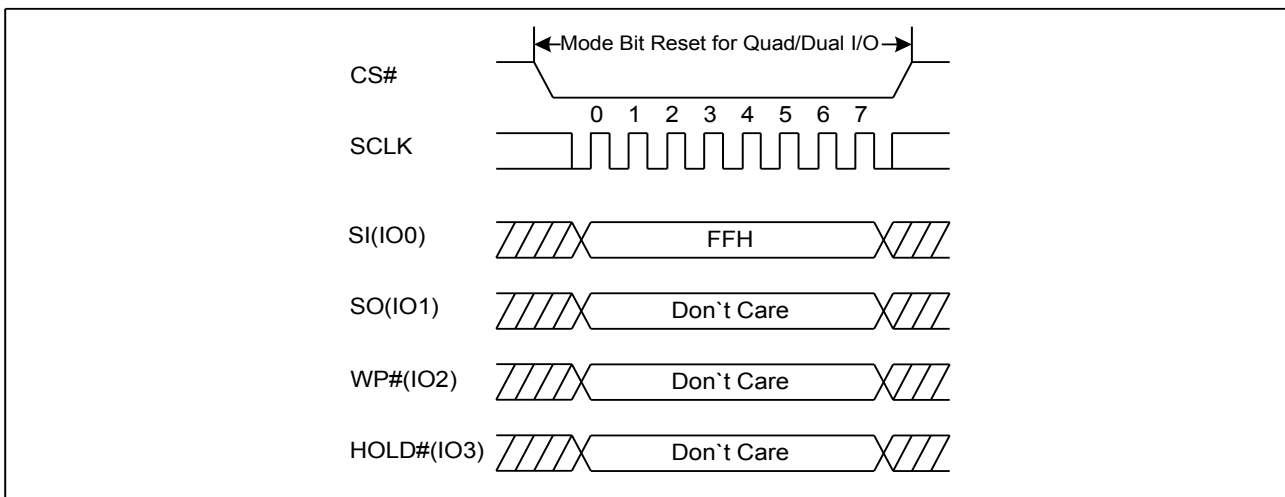 Mode Bit Reset for Quad/Dual I/O
CS#
0 1 2 3 4 5 6 7
SCLK
SI(IO0) FFH
SO(IO1) Don`t Care
WP#(IO2) Don`t Care
HOLD#(IO3) Don`t Care